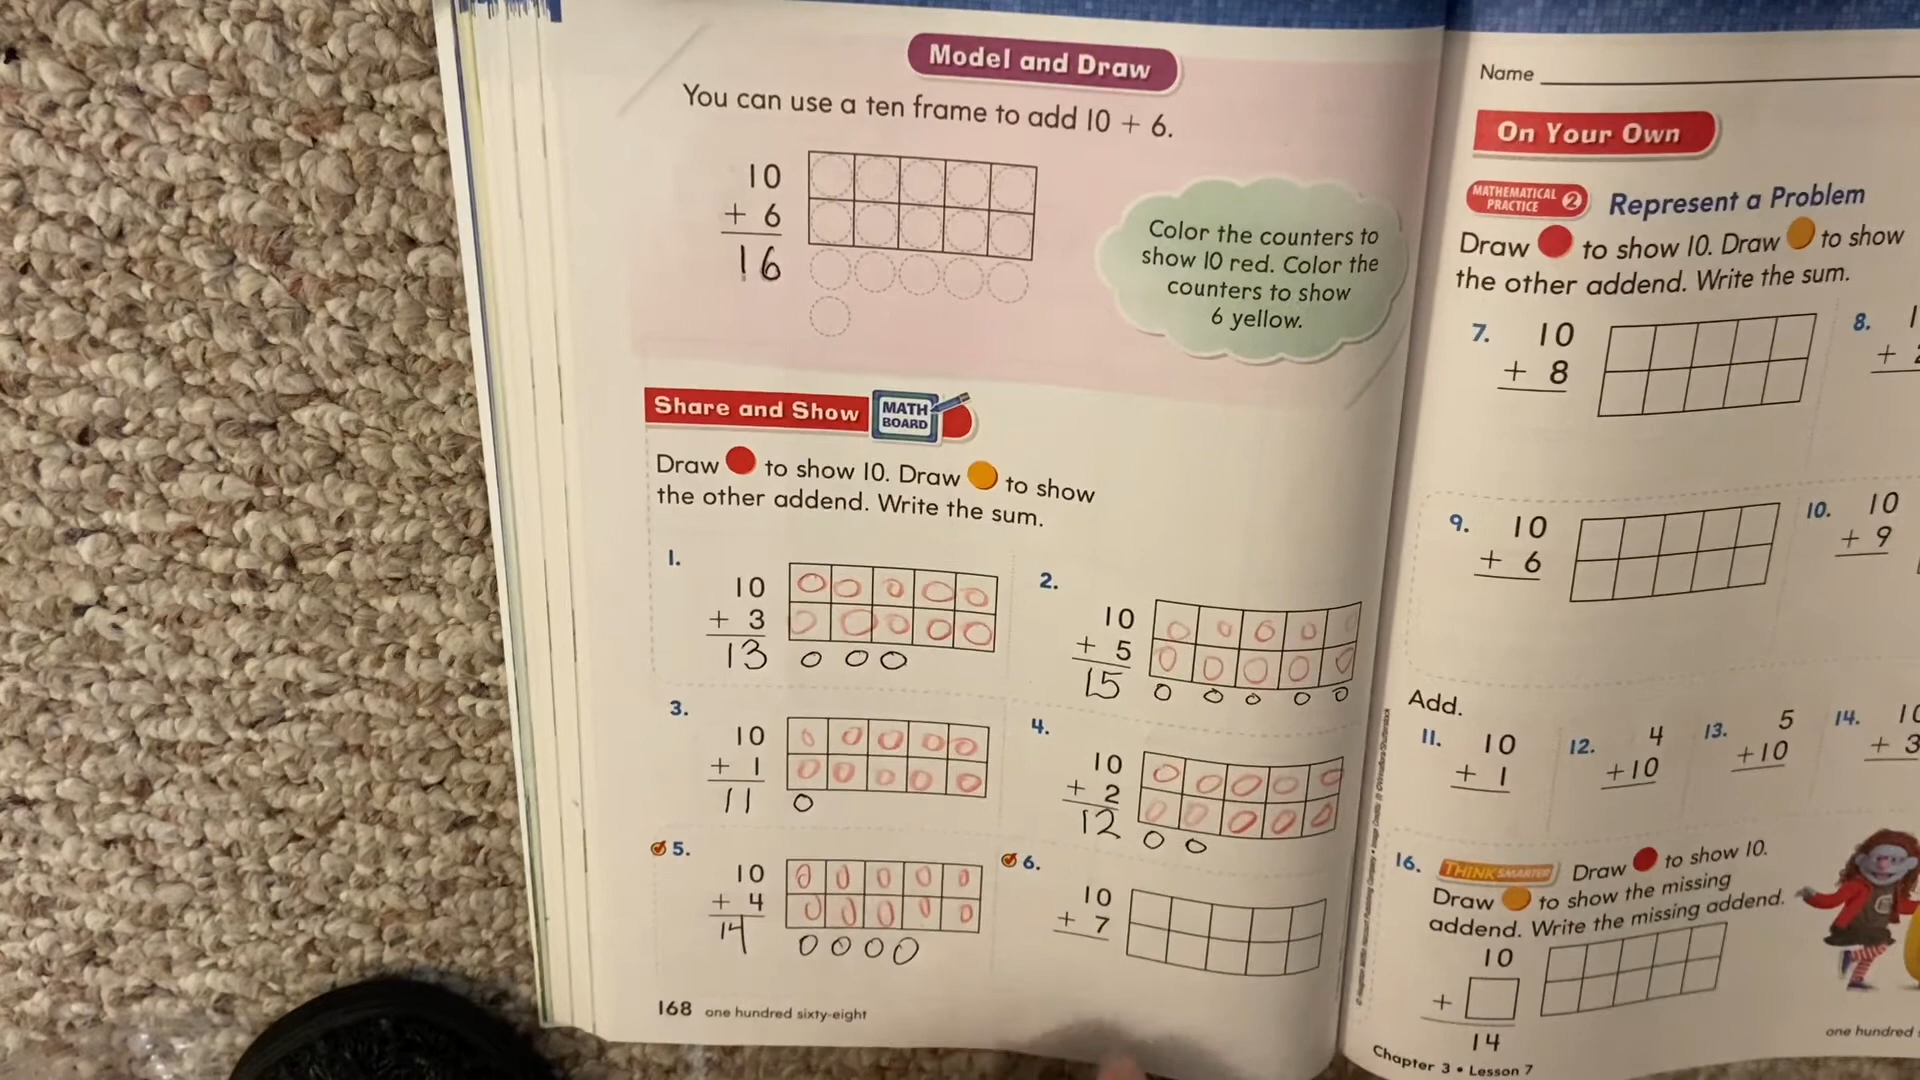 Model and Draw
You can use a ten frame to add 10 + 6.
10
+ 6
16
Color the counters to
show 10 red. Color the
counters to show
6 yellow.
Share and Show
MATH
BOARD
Draw to show 10. Draw to show
the other addend. Write the sum.
1.
10
+ 3
13
2.
10
+ 5
15
3.
10
+ 1
11
4.
10
+ 2
12
5.
10
+ 4
14
6.
10
+ 7
168 one hundred sixty-eight
Name
On Your Own
MATHEMATICAL
PRACTICE 2
Represent a Problem
Draw to show 10. Draw to show
the other addend. Write the sum.
7.
10
+ 8
8.
+
9.
10
+ 6
10.
10
+ 9
Add.
11.
10
+ 1
12.
4
+10
13.
5
+10
14.
10
+ 3
16. THINK SMARTER Draw to show 10.
Draw to show the missing
addend. Write the missing addend.
10
+
14
Chapter 3 • Lesson 7
one hundred